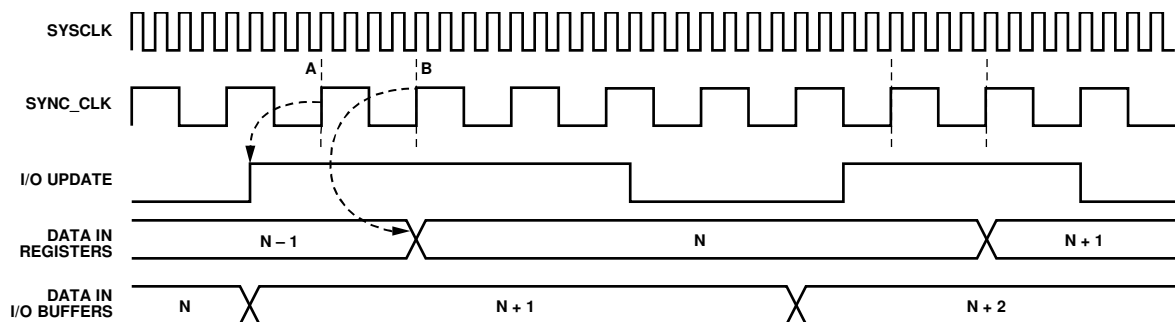 SYSCLK
A
B
SYNC_CLK
I/O UPDATE
DATA IN
REGISTERS
N – 1
N
N + 1
DATA IN
I/O BUFFERS
N
N + 1
N + 2